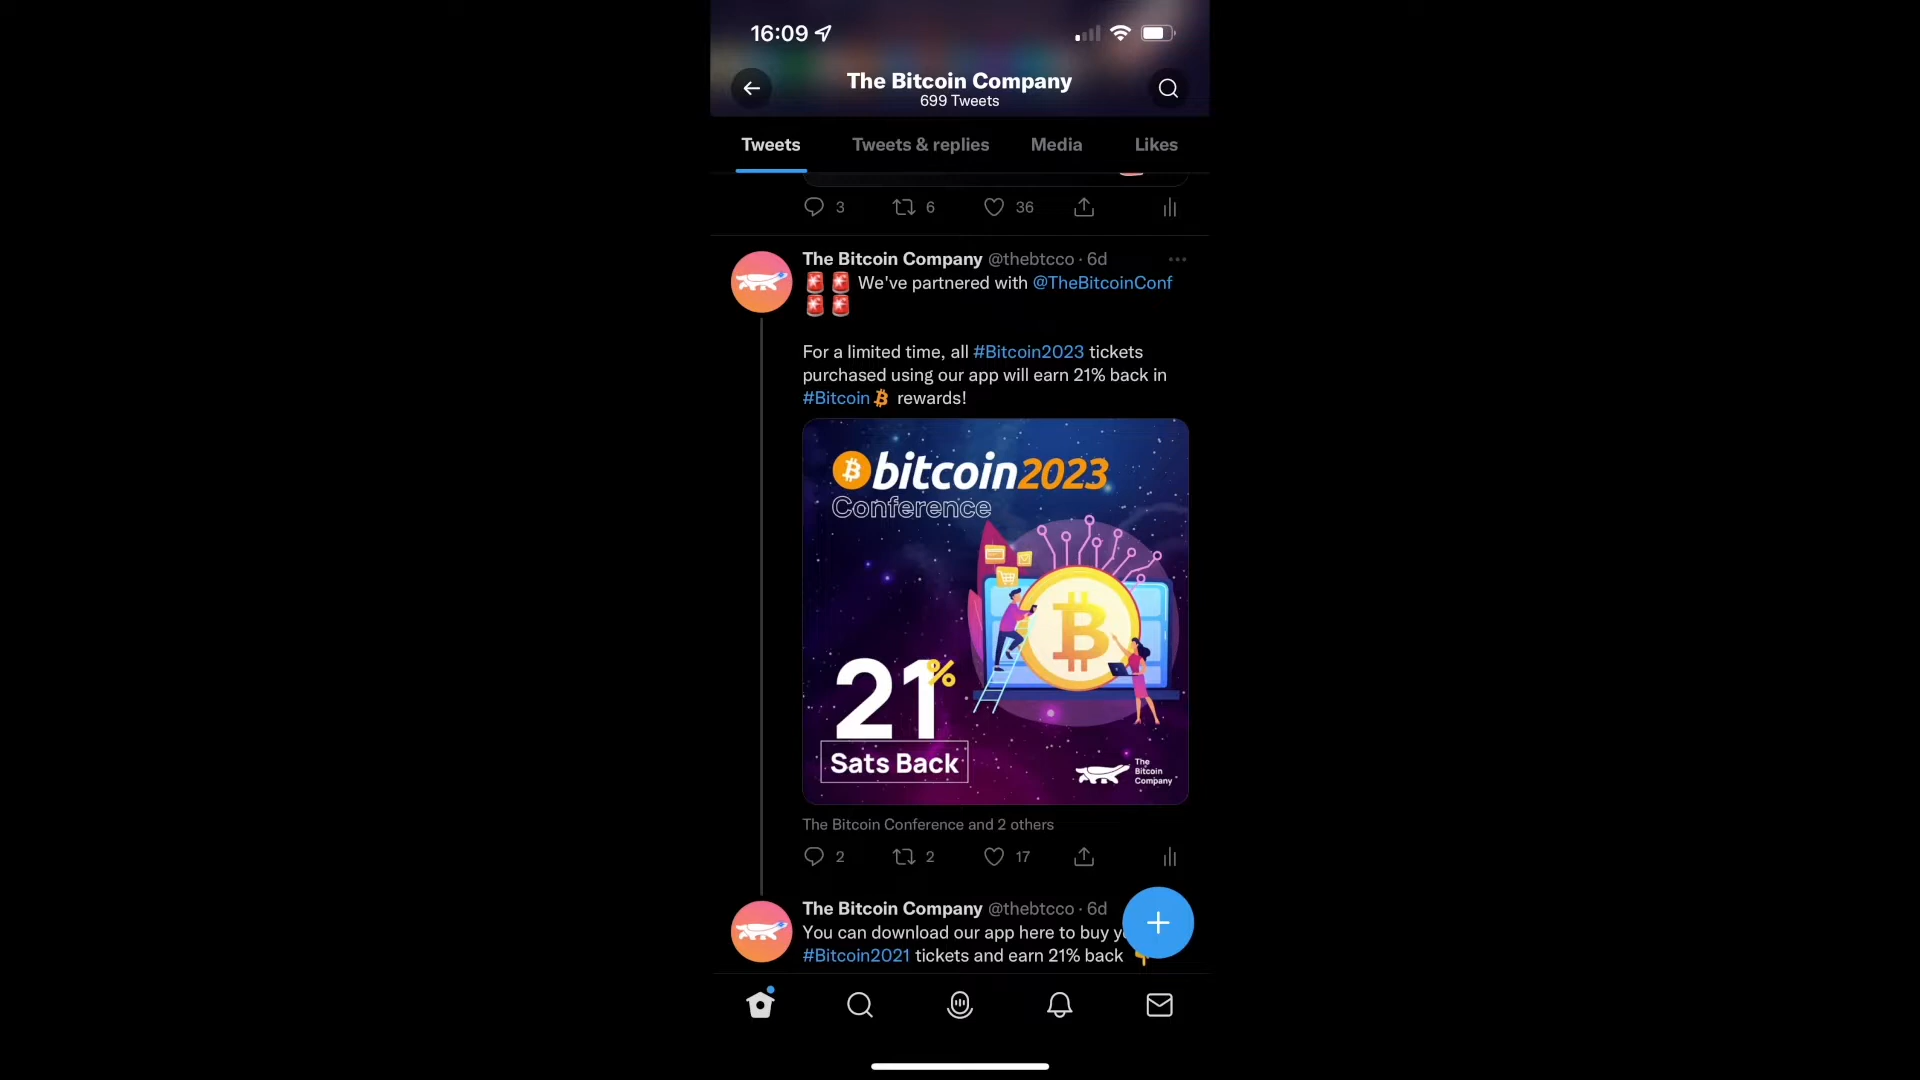 16:09
The Bitcoin Company
699 Tweets
Tweets Tweets & replies Media Likes
3 6 36
The Bitcoin Company @thebtcco · 6d
🚨🚨 We've partnered with @TheBitcoinConf
🚨🚨
For a limited time, all #Bitcoin2023 tickets
purchased using our app will earn 21% back in
#Bitcoin rewards!
bitcoin2023
Conference
21%
Sats Back
The
Bitcoin
Company
The Bitcoin Conference and 2 others
2 2 17
The Bitcoin Company @thebtcco · 6d
You can download our app here to buy
#Bitcoin2021 tickets and earn 21% back